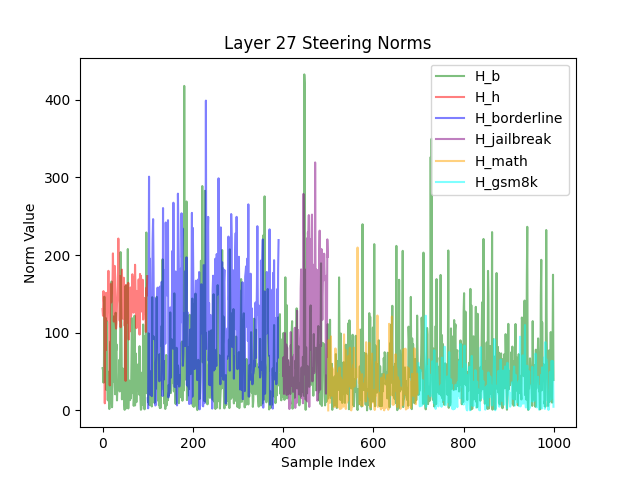 Layer 27 Steering Norms
Norm Value
400
300
200
100
0
H_b
H_h
H_borderline
H_jailbreak
H_math
H_gsm8k
0 200 400 600 800 1000
Sample Index